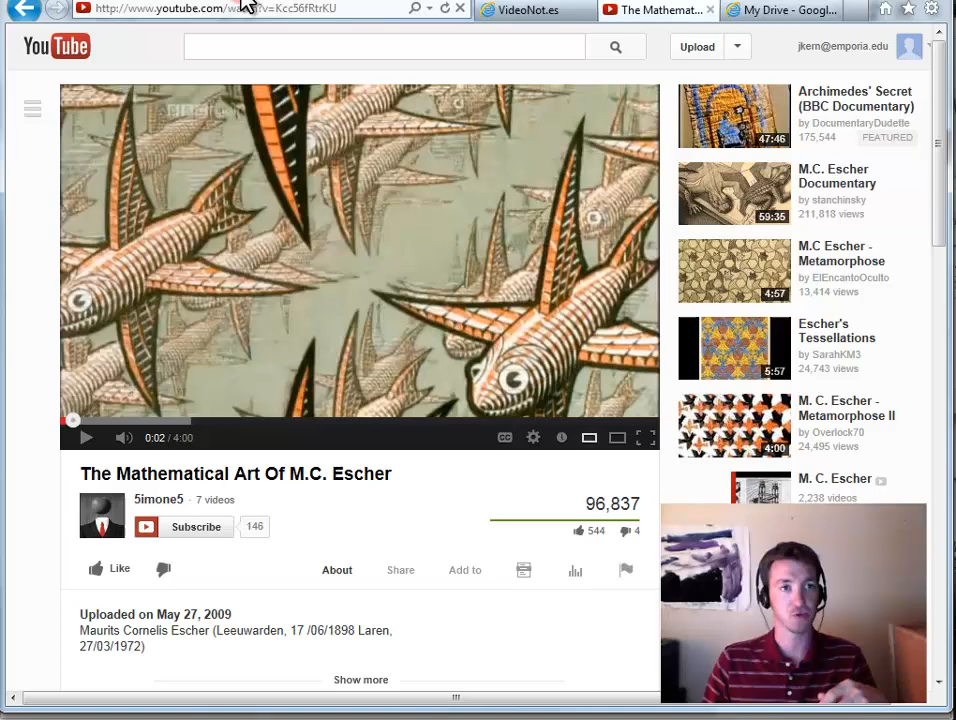 http://www.youtube.com/wa
v=Kcc56fRtrKU
VideoNot.es
The Mathemat...
My Drive - Googl...
YouTube
Upload
jkern@emporia.edu
0:02 / 4:00
CC
The Mathematical Art Of M.C. Escher
5imone5 · 7 videos
Subscribe
146
96,837
544
4
Like
About
Share
Add to
Uploaded on May 27, 2009
Maurits Cornelis Escher (Leeuwarden, 17 /06/1898 Laren,
27/03/1972)
Show more
Archimedes' Secret
(BBC Documentary)
by DocumentaryDudette
175,544
FEATURED
47:46
M.C. Escher
Documentary
by stanchinsky
211,818 views
59:35
M.C Escher -
Metamorphose
by ElEncantoOculto
13,414 views
4:57
Escher's
Tessellations
by SarahKM3
24,743 views
5:57
M. C. Escher -
Metamorphose II
by Overlock70
24,495 views
4:00
M. C. Escher
2,238 videos